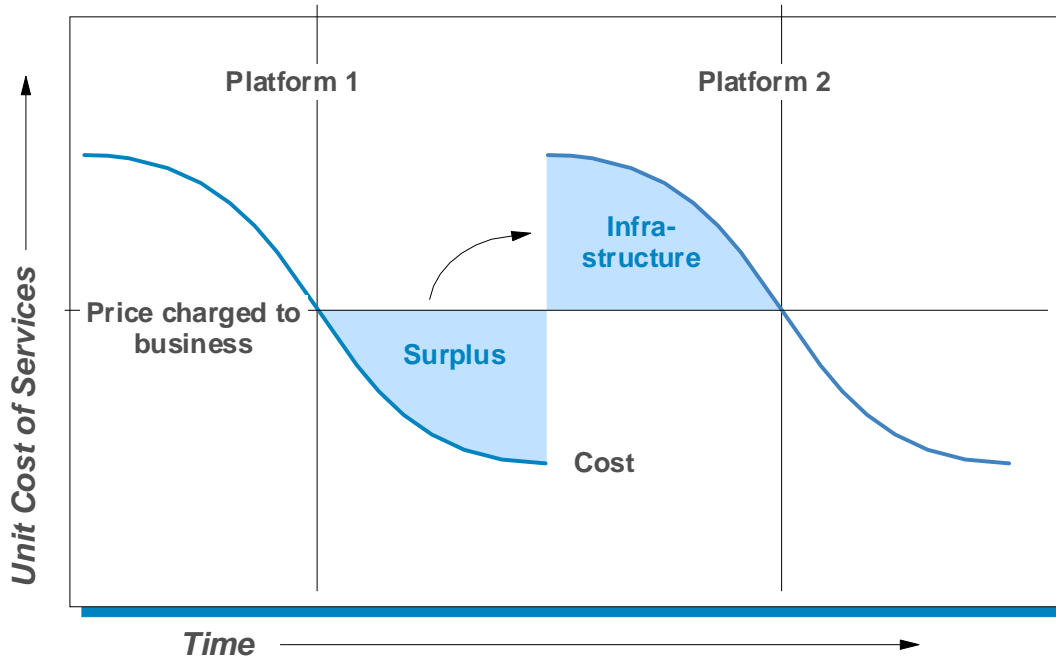 Platform 1
Platform 2
Infra-
structure
Price charged to
business
Surplus
Cost
Unit Cost of Services
Time